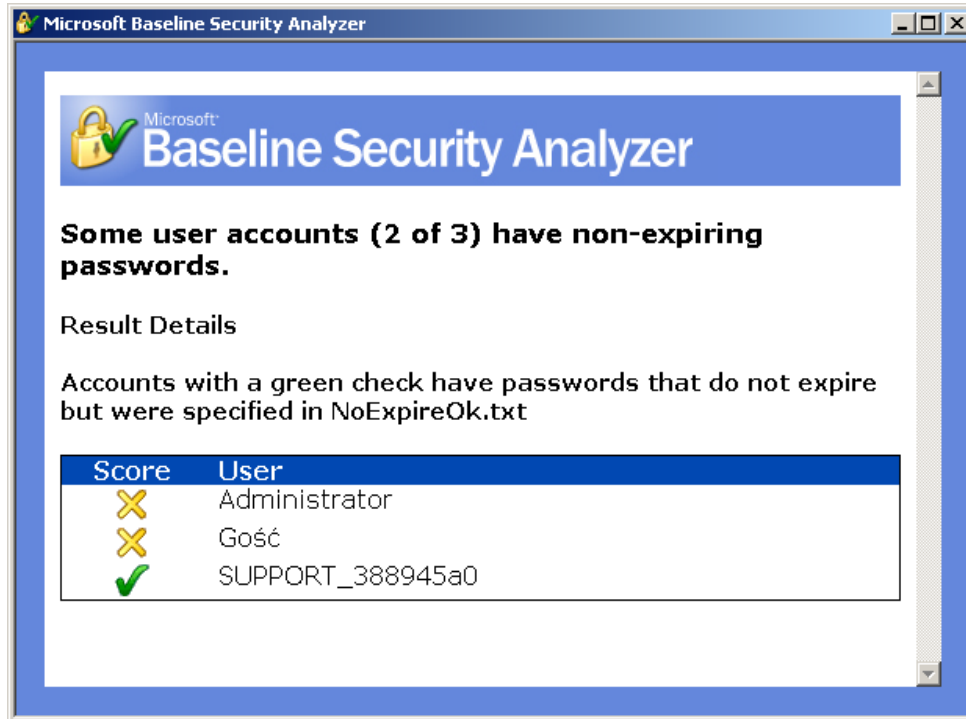 Microsoft Baseline Security Analyzer
Microsoft
Baseline Security Analyzer
Some user accounts (2 of 3) have non-expiring
passwords.
Result Details
Accounts with a green check have passwords that do not expire
but were specified in NoExpireOk.txt
Score User
Administrator
Gość
SUPPORT_388945a0